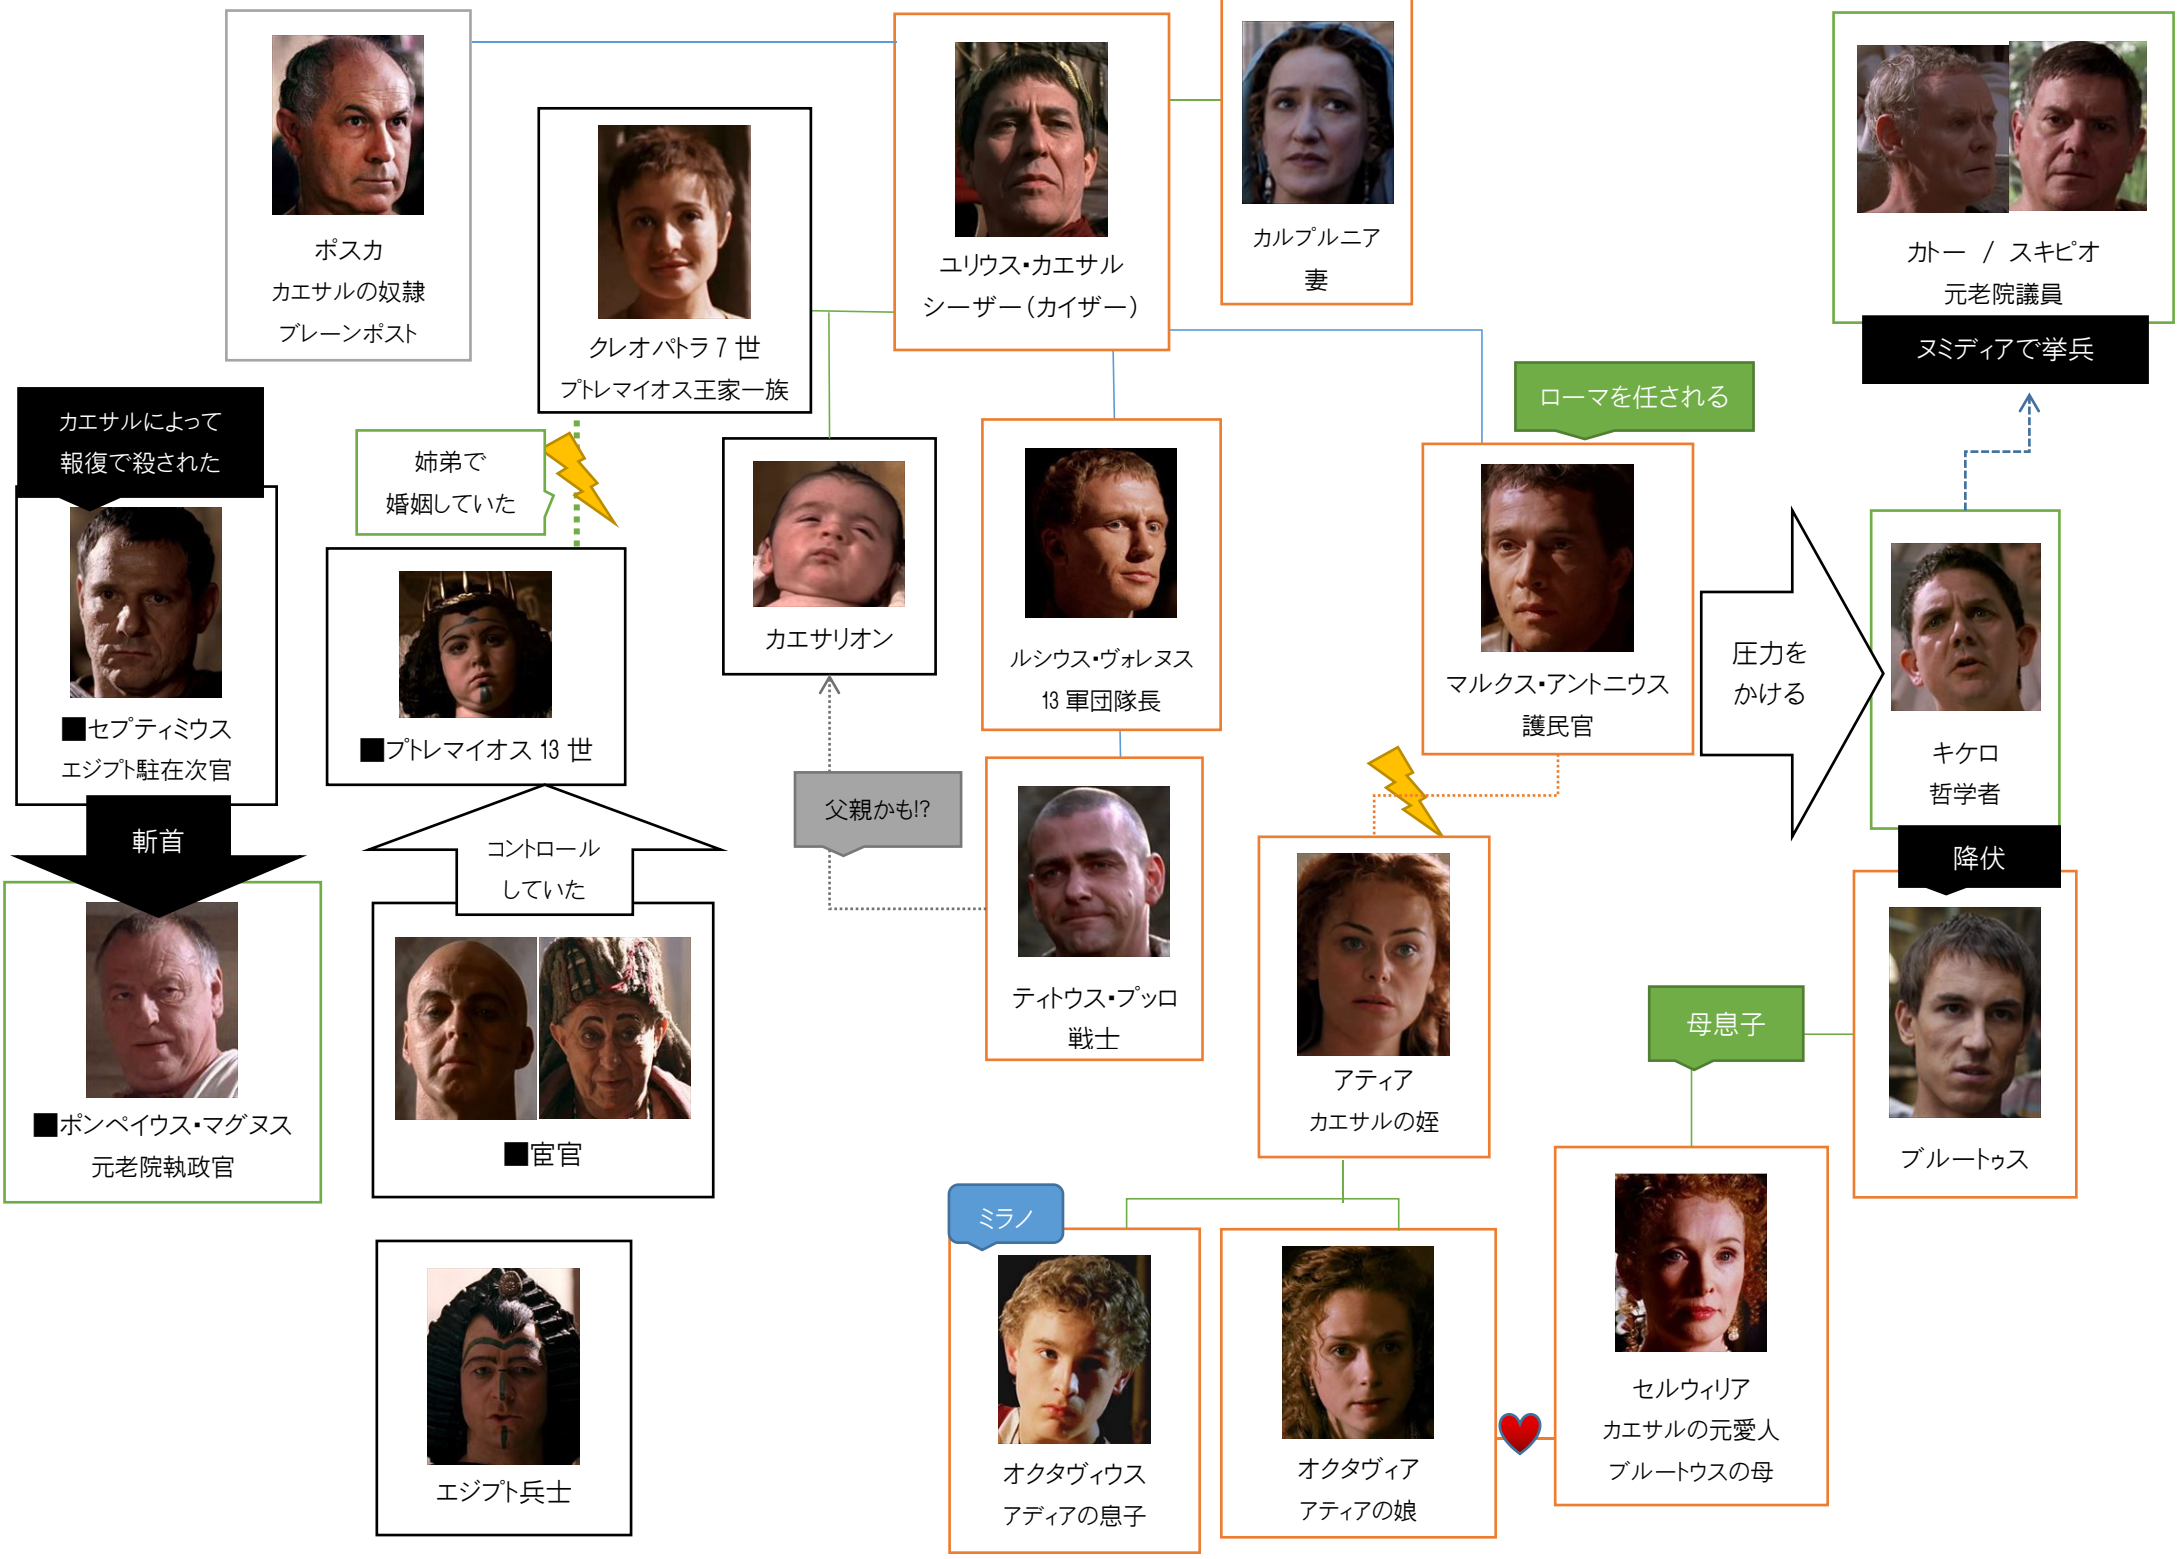 ポスカ
カエサルの奴隷
ブレーンポスト
クレオパトラ 7 世
プトレマイオス王家一族
ユリウス・カエサル
シーザー（カイザー）
カルプルニア
妻
カトー / スキピオ
元老院議員
ヌミディアで挙兵
カエサルによって
報復で殺された
姉弟で
婚姻していた
ローマを任される
■セプティミウス
エジプト駐在次官
■プトレマイオス 13 世
カエサリオン
ルシウス・ヴォレヌス
13 軍団隊長
マルクス・アントニウス
護民官
圧力を
かける
キケロ
哲学者
斬首
コントロール
していた
父親かも!?
降伏
■ポンペイウス・マグヌス
元老院執政官
■宦官
ティトウス・プッロ
戦士
アティア
カエサルの姪
母息子
ブルートゥス
エジプト兵士
ミラノ
オクタヴィウス
アディアの息子
オクタヴィア
アティアの娘
セルウィリア
カエサルの元愛人
ブルートウスの母